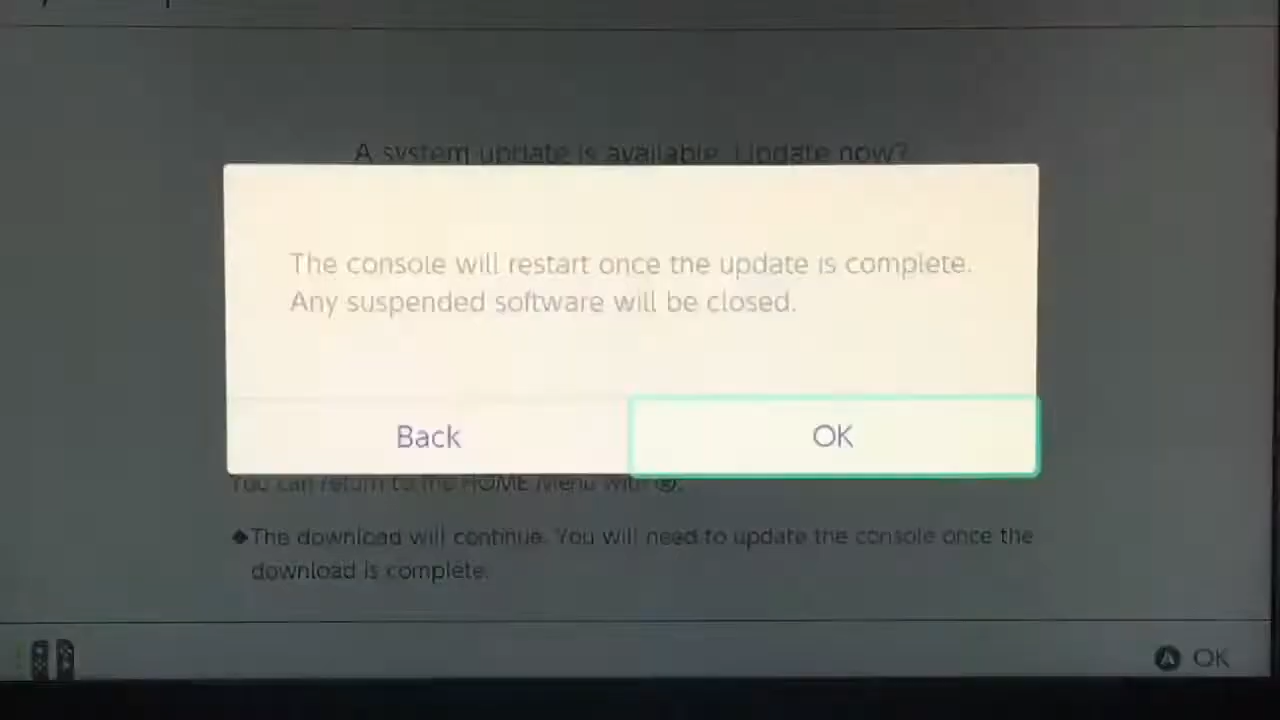 A system update is available. Update now?
The console will restart once the update is complete.
Any suspended software will be closed.
Back
OK
You can return to the HOME Menu with
◆The download will continue. You will need to update the console once the
download is complete.
A OK